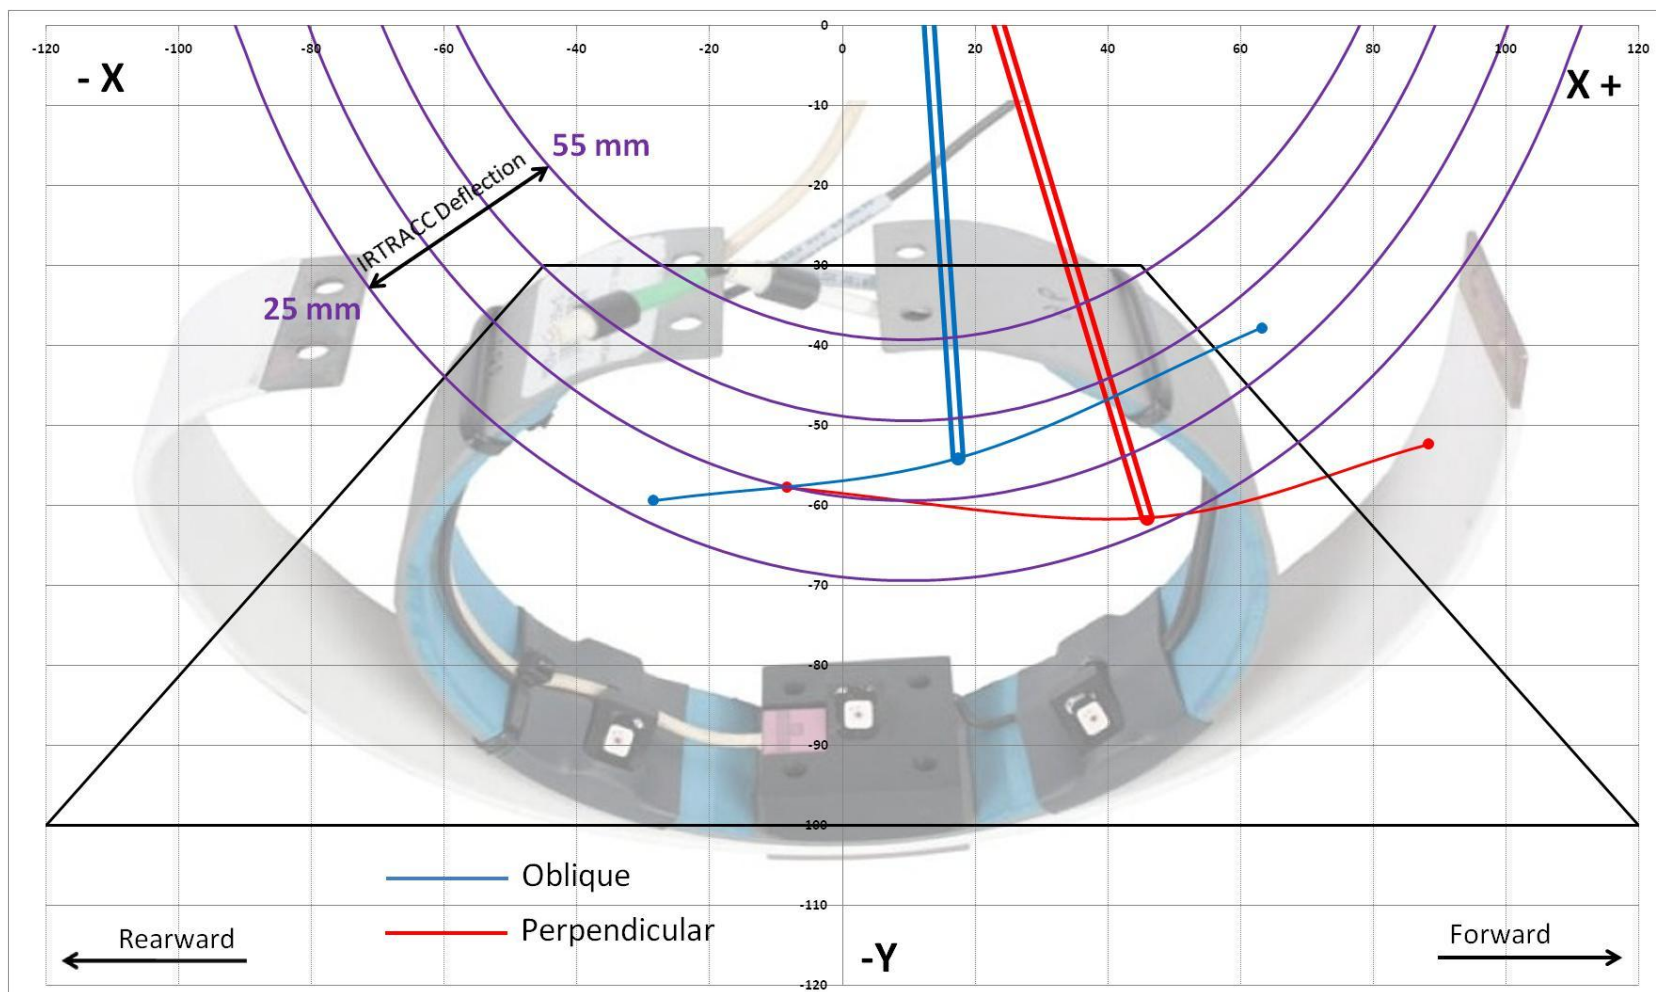 0
-120 -100 -80 -60 -40 -20 0 20 40 60 80 100 120
- X
X +
-10
55 mm
IRTRACC Deflection
-20
-30
25 mm
-40
-50
-60
-70
-80
-90
-100
Oblique
-110
Perpendicular
Rearward
Forward
-Y
-120